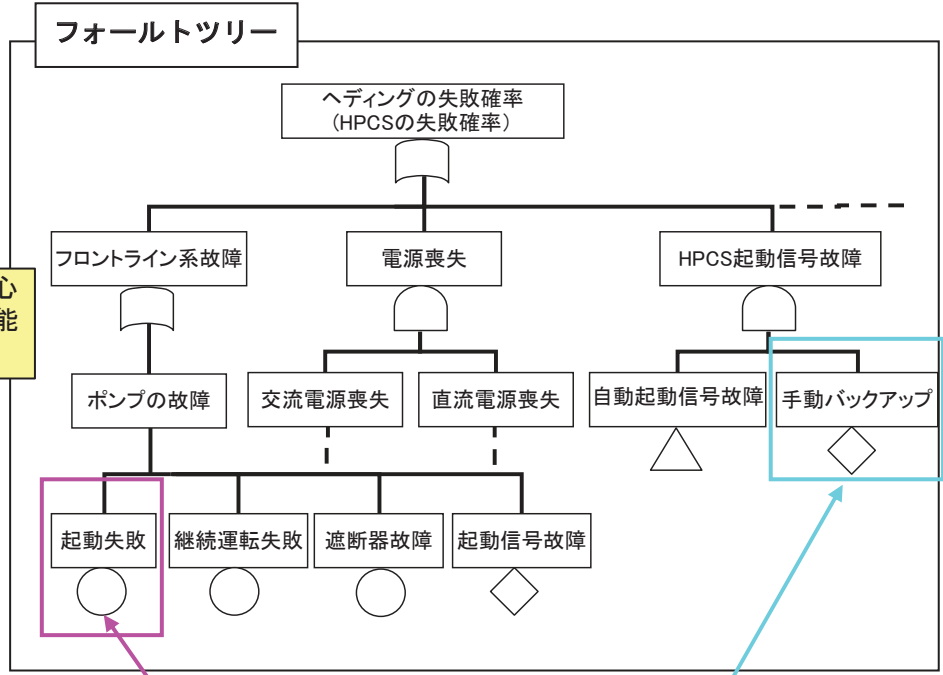 フォールトツリー
ヘディングの失敗確率
(HPCSの失敗確率)
フロントライン系故障
電源喪失
HPCS起動信号故障
心
能
ポンプの故障
交流電源喪失
直流電源喪失
自動起動信号故障
手動バックアップ
起動失敗
継続運転失敗
遮断器故障
起動信号故障